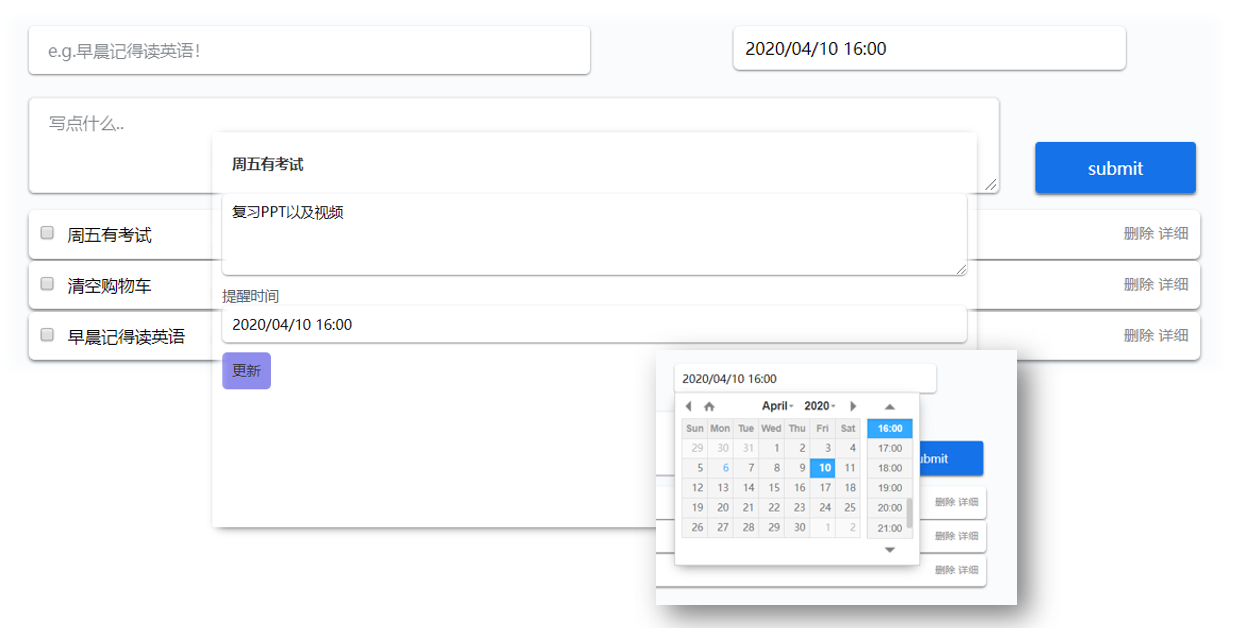 e.g.早晨记得读英语!
2020/04/10 16:00
写点什么..
submit
周五有考试
删除 详细
清空购物车
删除 详细
早晨记得读英语
删除 详细
周五有考试
复习PPT以及视频
提醒时间
2020/04/10 16:00
更新
2020/04/10 16:00
April 2020
Sun Mon Tue Wed Thu Fri Sat
29 30 31 1 2 3 4
5 6 7 8 9 10 11
12 13 14 15 16 17 18
19 20 21 22 23 24 25
26 27 28 29 30 1 2
16:00
17:00
18:00
19:00
20:00
21:00
ubmit
删除 详细
删除 详细
删除 详细